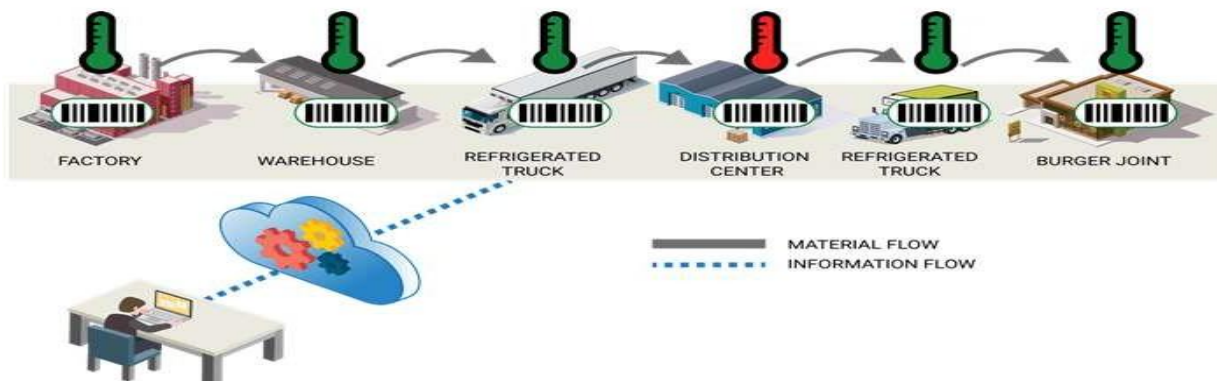 FACTORY
WAREHOUSE
REFRIGERATED
TRUCK
DISTRIBUTION
CENTER
REFRIGERATED
TRUCK
BURGER JOINT
MATERIAL FLOW
INFORMATION FLOW